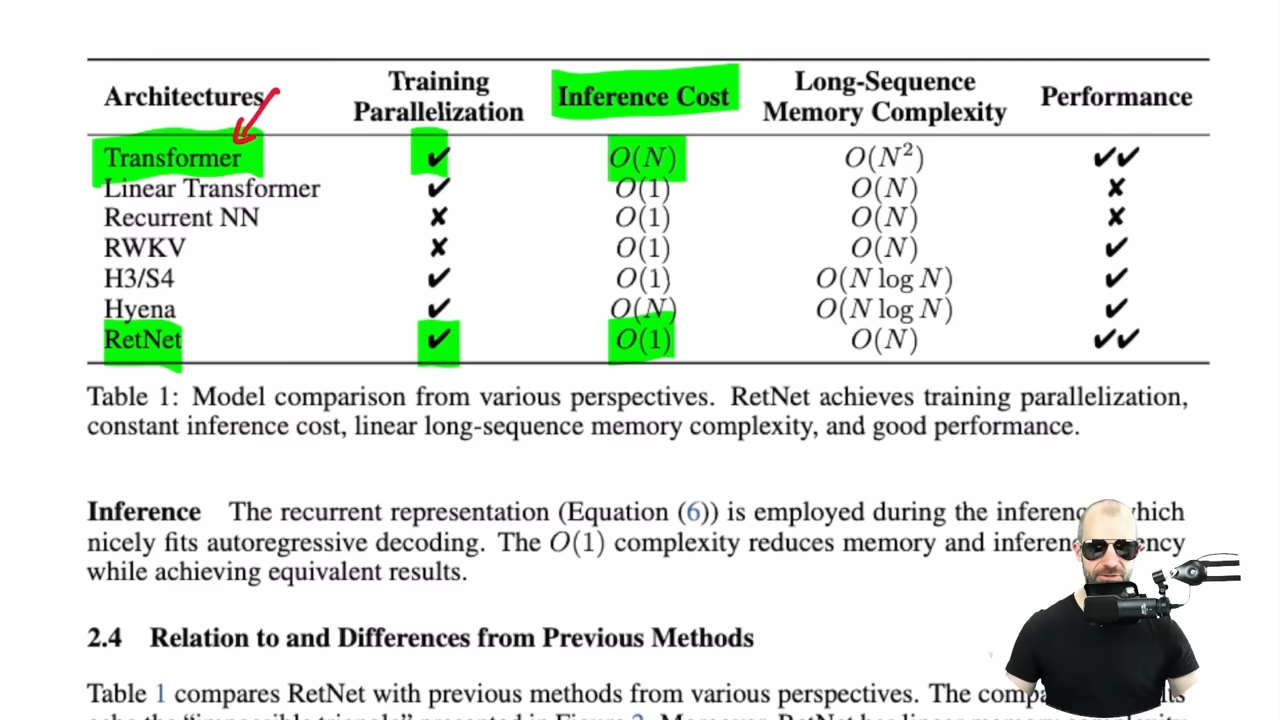 Architectures Training Parallelization Inference Cost Long-Sequence Memory Complexity Performance
Transformer ✔ O(N) O(N²) ✔✔
Linear Transformer ✔ O(1) O(N) ✘
Recurrent NN ✘ O(1) O(N) ✘
RWKV ✘ O(1) O(N) ✔
H3/S4 ✔ O(1) O(N log N) ✔
Hyena ✔ O(N) O(N log N) ✔
RetNet ✔ O(1) O(N) ✔✔
Table 1: Model comparison from various perspectives. RetNet achieves training parallelization,
constant inference cost, linear long-sequence memory complexity, and good performance.
Inference The recurrent representation (Equation (6)) is employed during the which
nicely fits autoregressive decoding. The O(1) complexity reduces memory and
while achieving equivalent results.
2.4 Relation to and Differences from Previous Methods
Table 1 compares RetNet with previous methods from various perspectives. The